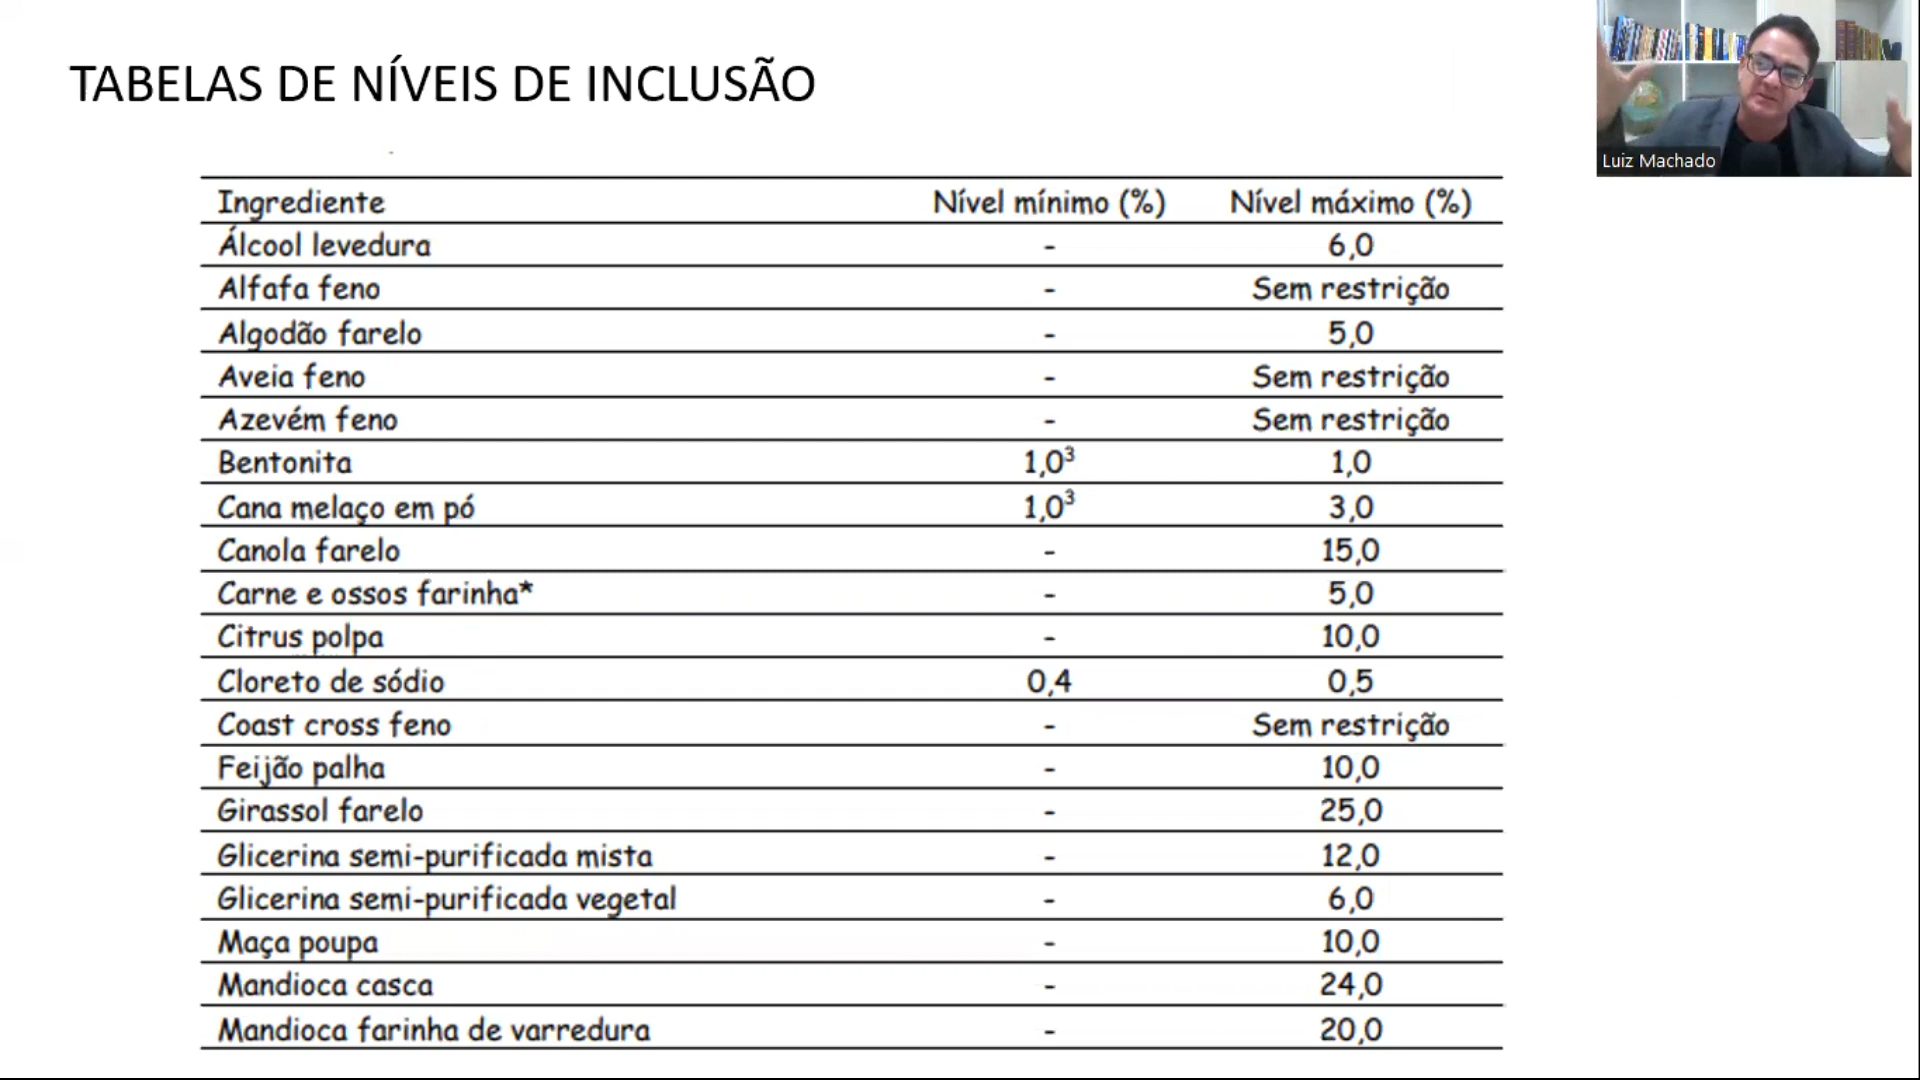 TABELAS DE NÍVEIS DE INCLUSÃO
Luiz Machado
Ingrediente Nível mínimo (%) Nível máximo (%)
Álcool levedura - 6,0
Alfafa feno - Sem restrição
Algodão farelo - 5,0
Aveia feno - Sem restrição
Azevém feno - Sem restrição
Bentonita 1,0³ 1,0
Cana melaço em pó 1,0³ 3,0
Canola farelo - 15,0
Carne e ossos farinha* - 5,0
Citrus polpa - 10,0
Cloreto de sódio 0,4 0,5
Coast cross feno - Sem restrição
Feijão palha - 10,0
Girassol farelo - 25,0
Glicerina semi-purificada mista - 12,0
Glicerina semi-purificada vegetal - 6,0
Maça poupa - 10,0
Mandioca casca - 24,0
Mandioca farinha de varredura - 20,0